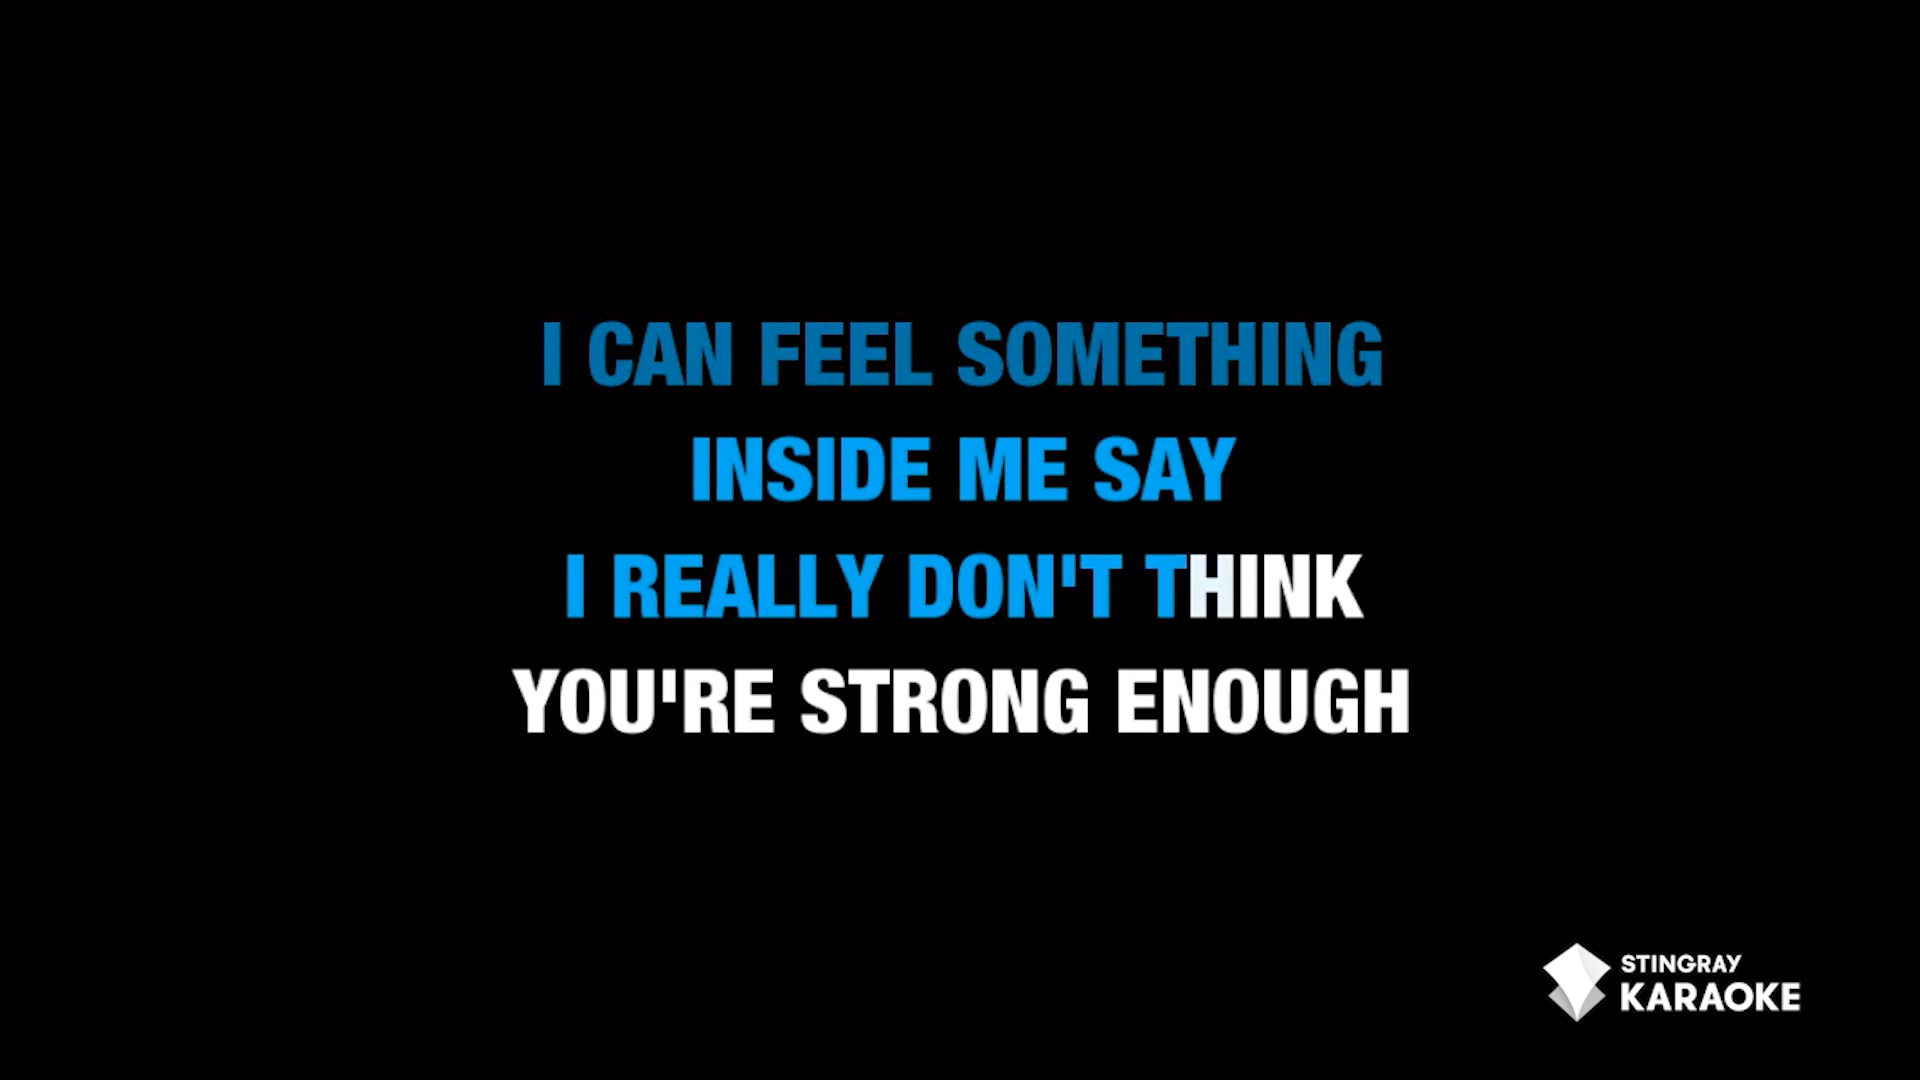 I CAN FEEL SOMETHING
INSIDE ME SAY
I REALLY DON'T THINK
YOU'RE STRONG ENOUGH
STINGRAY
KARAOKE